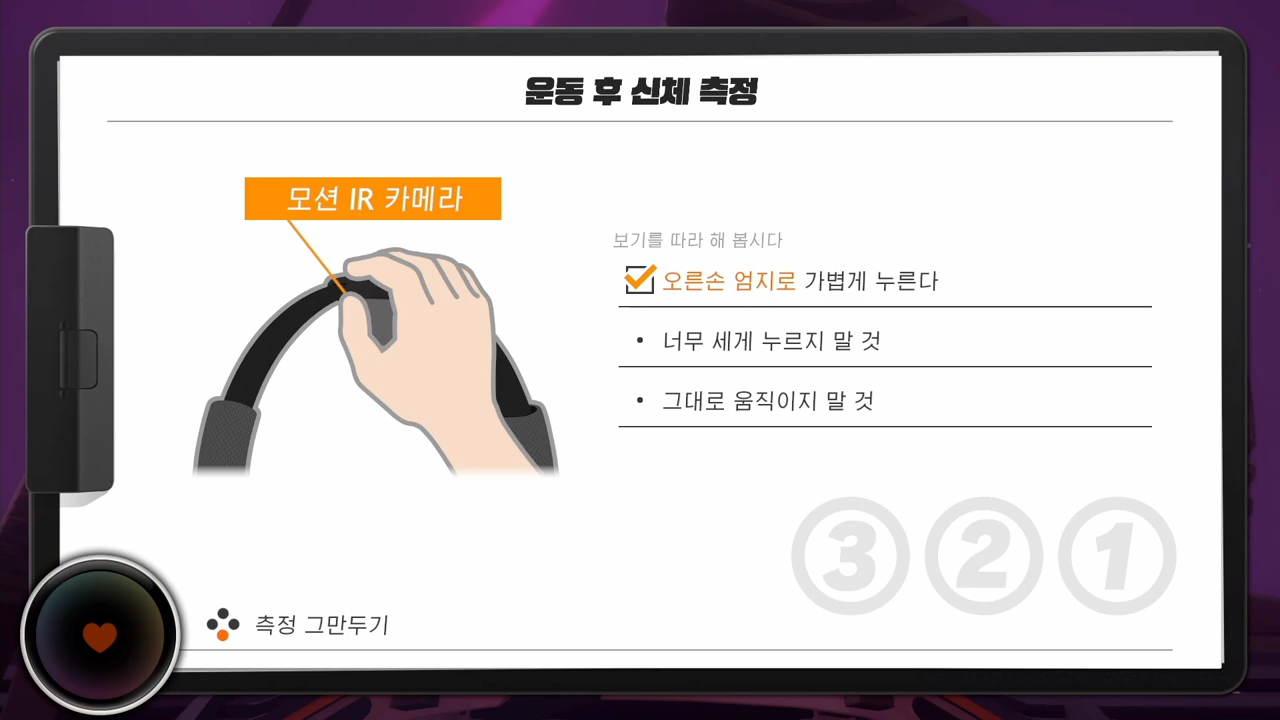 운동 후 신체 측정
모션 IR 카메라
보기를 따라 해 봅시다
오른손 엄지로 가볍게 누른다
• 너무 세게 누르지 말 것
• 그대로 움직이지 말 것
3 2 1
측정 그만두기